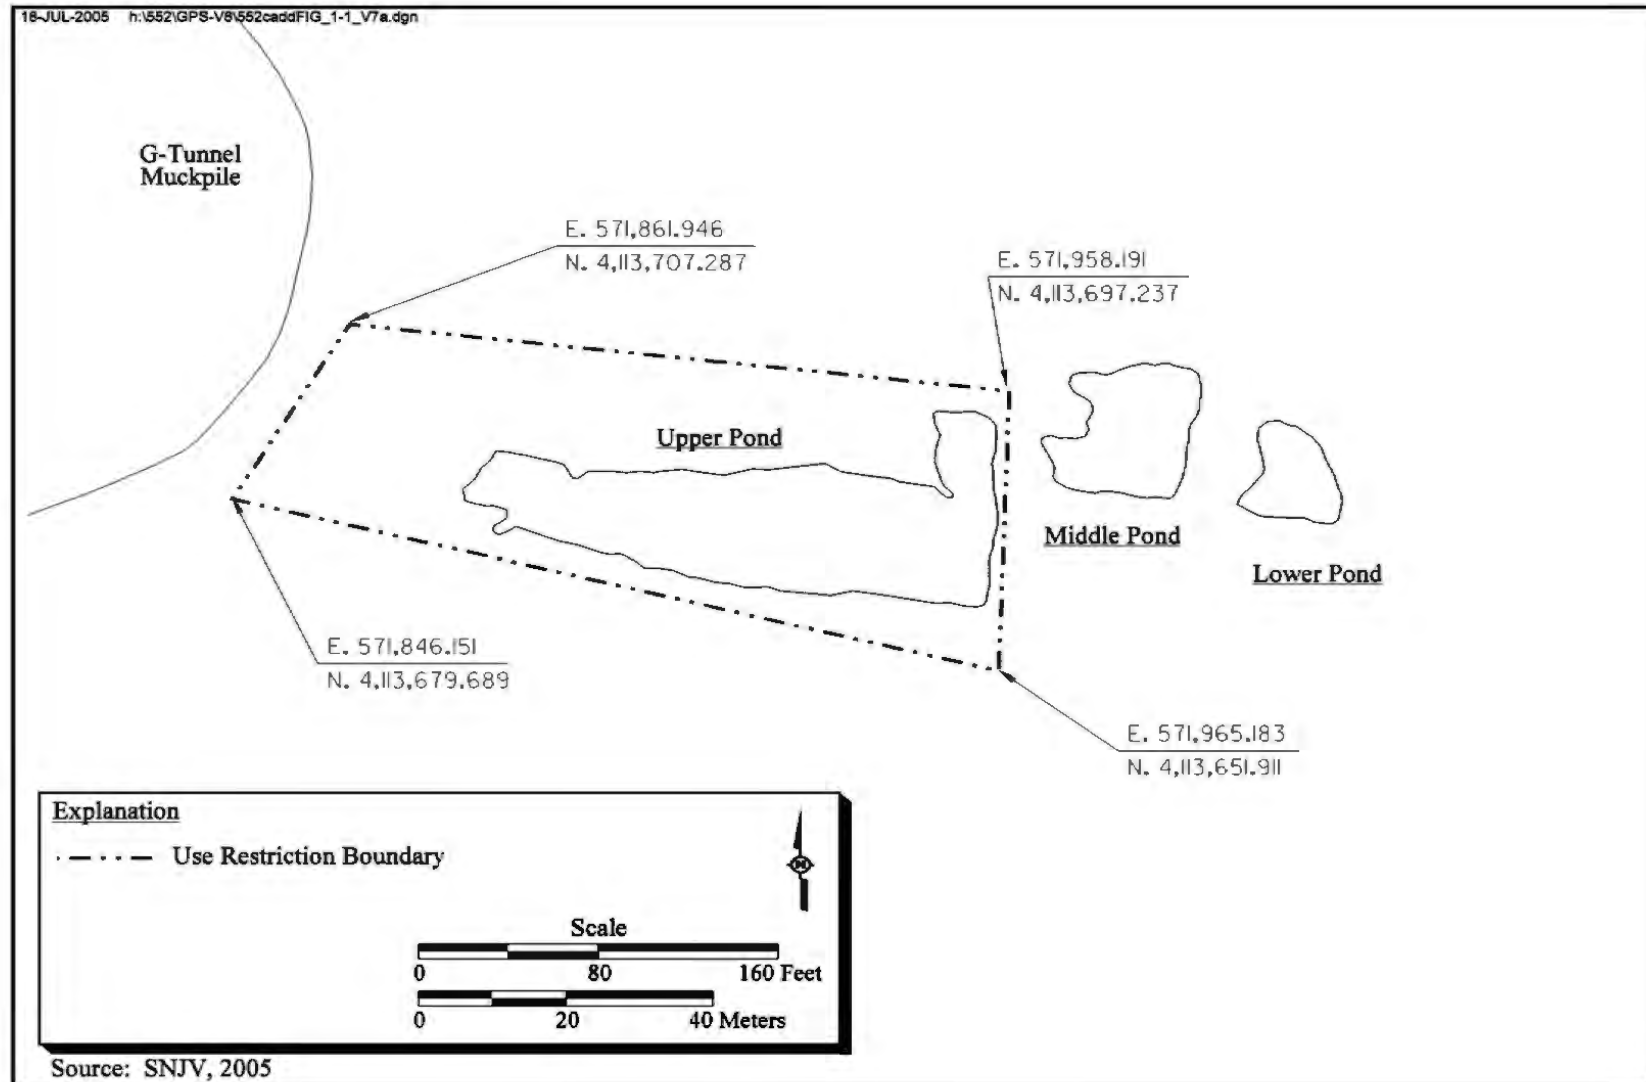 18-JUL-2005 h:\552\GPS-V8\552caddFIG_1-1_V7a.dgn
G-Tunnel
Muckpile
E. 571,861.946
N. 4,113,707.287
E. 571,958.191
N. 4,113,697.237
Upper Pond
Middle Pond
Lower Pond
E. 571,846.151
N. 4,113,679.689
E. 571,965.183
N. 4,113,651.911
Explanation
Use Restriction Boundary
N
Scale
0 80 160 Feet
0 20 40 Meters
Source: SNJV, 2005